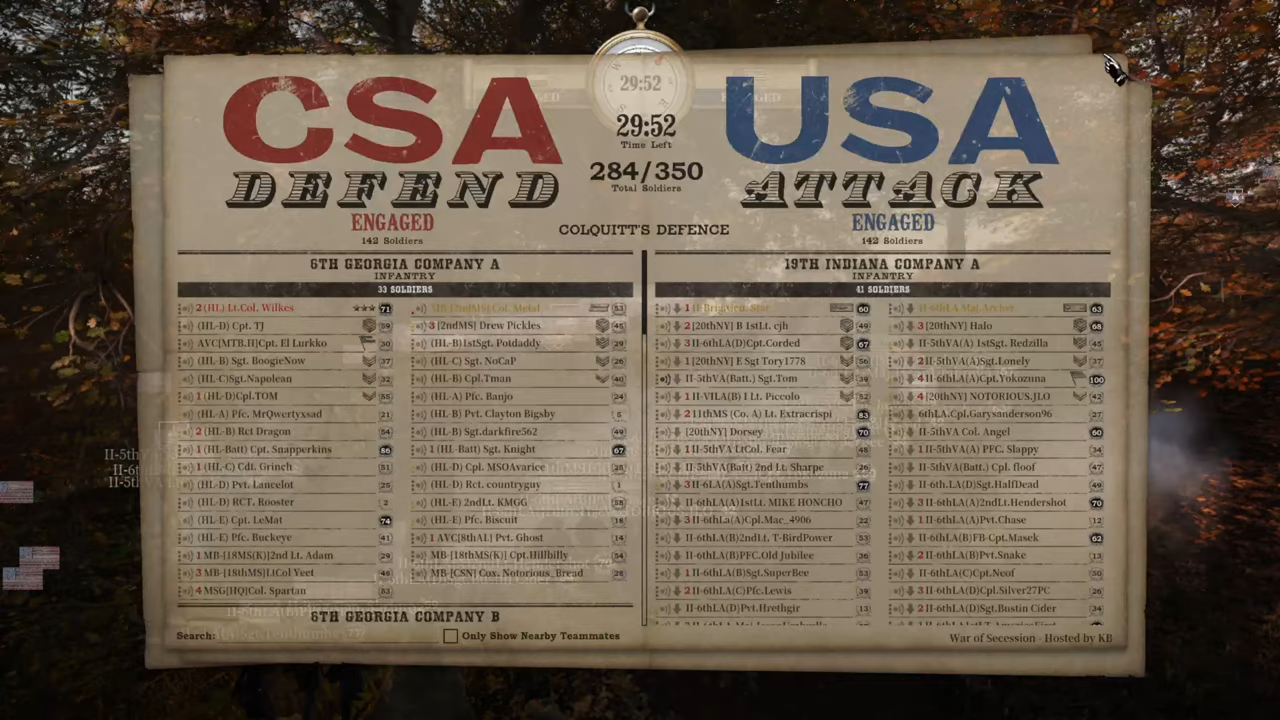 CSA
USA
29:52
29:52
Time Left
284/350
Total Soldiers
DEFEND
ATTACK
ENGAGED
142 Soldiers
ENGAGED
142 Soldiers
COLQUITT'S DEFENCE
6TH GEORGIA COMPANY A
INFANTRY
33 SOLDIERS
2 (HL) Lt.Col. Wilkes 71
Col. Metal 53
(HL-D) Cpt. TJ 59
3 [2ndMS] Drew Pickles 45
AVC[MTB.H]Cpt. El Lurkko 30
(HL-B)1stSgt. Potdaddy 29
(HL-B) Sgt. BoogieNow 37
(HL-C) Sgt. NoCaP 26
(HL-C)Sgt.Napolean 32
(HL-B) Cpl.Tman 40
1 (HL-D)Cpl.TOM 55
(HL-A) Pfc. Banjo 24
(HL-A) Pfc. MrQwertyxsad 21
(HL-B) Pvt. Clayton Bigsby 5
2 (HL-B) Rct Dragon 54
(HL-B) Sgt.darkfire562 49
1 (HL-Batt) Cpt. Snapperkins 86
1 (HL-Batt) Sgt. Knight 67
1 (HL-C) Cdt. Grinch 51
(HL-D) Cpl. MSOAvarice 25
(HL-D) Pvt. Lancelot 25
(HL-D) Rct. countryguy 1
(HL-D) RCT. Rooster 2
(HL-E) 2ndLt. KMGG
(HL-E) Cpt. LeMat 74
(HL-E) Pfc. Biscuit 18
(HL-E) Pfc. Buckeye 41
1 AVC[8thAL] Pvt. Ghost 14
1 MB-[18thMS(K)]2nd Lt. Adam 29
MB-[18thMS(K)] Cpt.Hillbilly 54
3 MB-[18thMS]LtCol Yeet 48
MB-[CSN] Cox. Notorious_Bread 28
4 MSG[HQ]Col. Spartan 83
6TH GEORGIA COMPANY B
Search:
Only Show Nearby Teammates
19TH INDIANA COMPANY A
INFANTRY
41 SOLDIERS
1 II-Brig.Gen. Star 60
II-6thLA Maj.Archer 63
2 [20thNY] B 1stLt. cjh 49
3 [20thNY] Halo 68
3 II-6thLA(D)Cpt.Corded 67
II-5thVA(A) 1stSgt. Redzilla 45
1 [20thNY] E Sgt Tory1778 56
2 II-5thVA(A)Sgt.Lonely 37
II-5thVA(Batt.) Sgt.Tom 39
4 II-6thLA(A)Cpl.Yokozuna 100
1 II-VILA(B) I Lt. Piccolo 52
4 [20thNY] NOTORIOUS.JLO 42
2 11thMS (Co. A) Lt. Extracrispi 83
6thLA.Cpl.Garysanderson96 27
[20thNY] Dorsey 70
II-5thVA Col. Angel 60
1 II-5thVA LtCol. Fear 48
1 II-5thVA(A) PFC. Slappy 34
II-5thVA(Batt) 2nd Lt. Sharpe 26
II-5thVA(Batt.) Cpl. floof 47
3 II-6LA(A)Sgt.Tenthumbs 77
II-6th.LA(D)Sgt.HalfDead 49
II-6thLA(A)1stLt. MIKE HONCHO 47
3 II-6thLA(A)2ndLt.Hendershot 70
3 II-6thLA(A)Cpl.Mac_4906 22
1 II-6thLA(A)Pvt.Chase 12
II-6thLA(B)2ndLt. T-BirdPower 53
II-6thLA(B)FB-Cpt.Masek 62
II-6thLA(B)PFC.Old Jubilee 36
2 II-6thLA(B)Pvt.Snake 13
1 II-6thLA(B)Sgt.SuperBee 53
II-6thLA(C)Cpt.Neof 50
2 II-6thLA(C)Pfc.Lewis 39
3 II-6thLA(D)Cpl.Silver27PC 26
II-6thLA(D)Pvt.Hrethgir 13
2 II-6thLA(D)Sgt.Bustin Cider 34
War of Secession - Hosted by KB